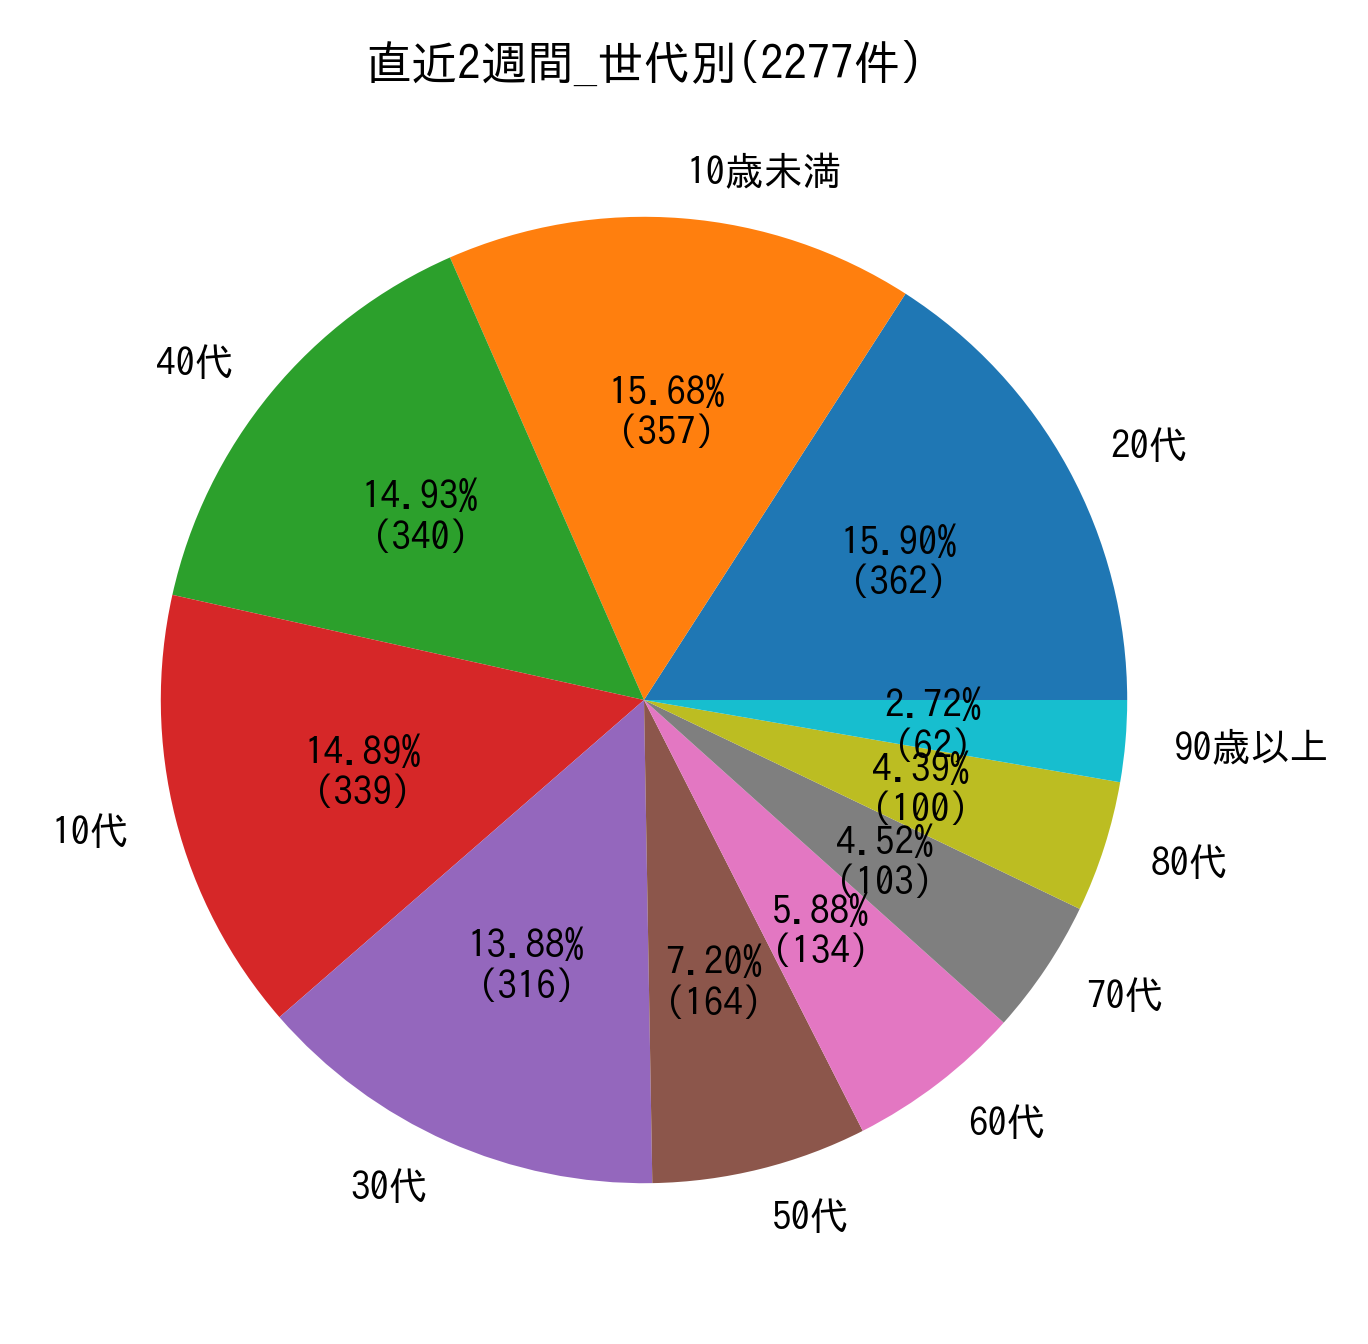 直近2週間_世代別(2277件)
10歳未満
40代
20代
15.68%
(357)
14.93%
(340)
15.90%
(362)
2.72%
(62)
90歳以上
4.39%
(100)
14.89%
(339)
10代
4.52%
(103)
80代
5.88%
(134)
13.88%
(316)
7.20%
(164)
70代
60代
30代
50代